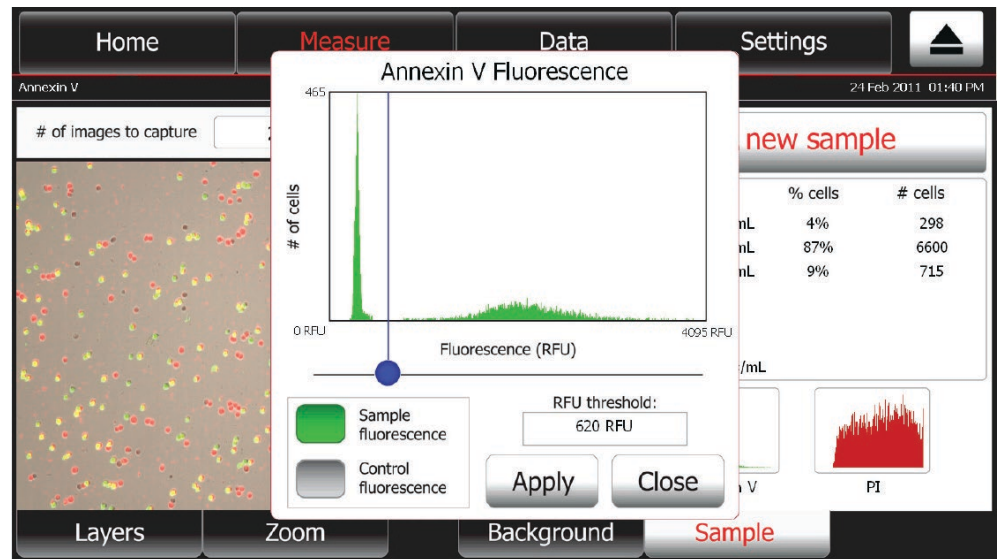 Home
Measure
Data
Settings
Annexin V
24 Feb 2011 01:40 PM
# of images to capture
new sample
Annexin V Fluorescence
465
# of cells
0 RFU
4095 RFU
Fluorescence (RFU)
Sample
fluorescence
Control
fluorescence
RFU threshold:
620 RFU
Apply
Close
% cells
# cells
mL
4%
298
mL
87%
6600
mL
9%
715
/mL
V
PI
Layers
Zoom
Background
Sample